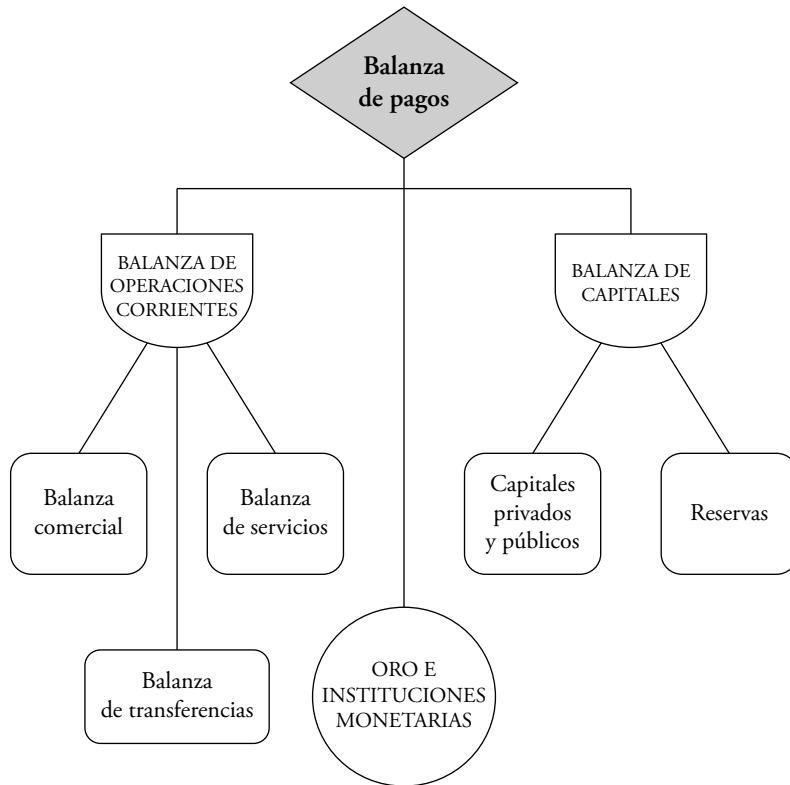 Balanza
de pagos
BALANZA DE
OPERACIONES
CORRIENTES
BALANZA DE
CAPITALES
Balanza
comercial
Balanza
de servicios
Capitales
privados
y públicos
Reservas
Balanza
de transferencias
ORO E
INSTITUCIONES
MONETARIAS